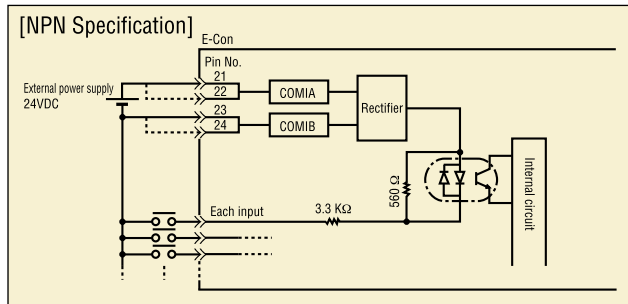 [NPN Specification]
E-Con
Pin No.
External power supply
24VDC
21
22
23
24
COMIA
COMIB
Rectifier
560 Ω
Internal circuit
Each input
3.3 KΩ